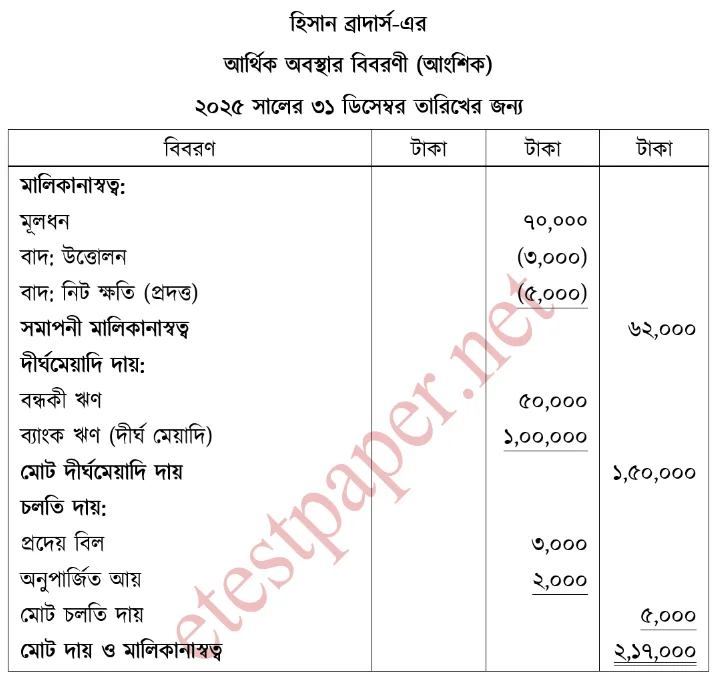 হিসান ব্রাদার্স-এর
আর্থিক অবস্থার বিবরণী (আংশিক)
২০২৫ সালের ৩১ ডিসেম্বর তারিখের জন্য
বিবরণ টাকা টাকা টাকা
মালিকানাস্বত্ব:
মূলধন ৭০,০০০
বাদ: উত্তোলন (৩,০০০)
বাদ: নিট ক্ষতি (প্রদত্ত) (৫,০০০)
সমাপনী মালিকানাস্বত্ব ৬২,০০০
দীর্ঘমেয়াদি দায়:
বন্ধকী ঋণ ৫০,০০০
ব্যাংক ঋণ (দীর্ঘ মেয়াদি) ১,০০,০০০
মোট দীর্ঘমেয়াদি দায় ১,৫০,০০০
চলতি দায়:
প্রদেয় বিল ৩,০০০
অনুপার্জিত আয় ২,০০০
মোট চলতি দায় ৫,০০০
মোট দায় ও মালিকানাস্বত্ব ২,১৭,০০০
etestpaper.net